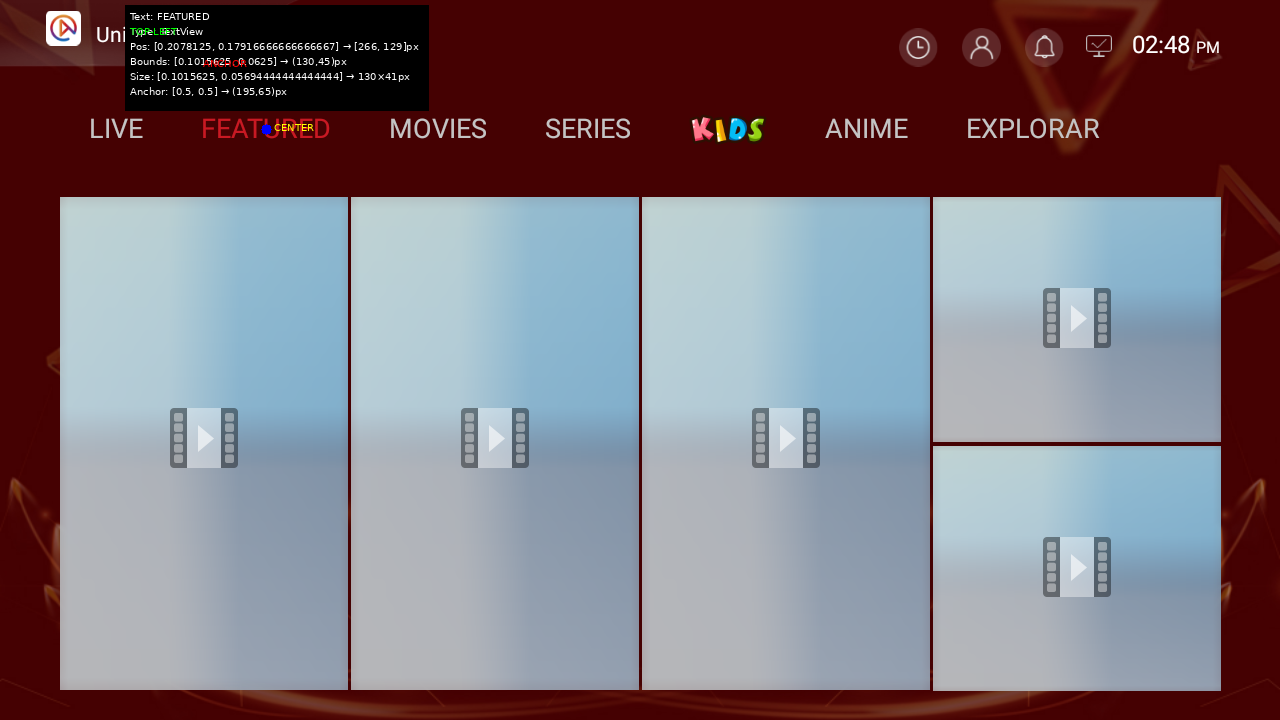 Uni
Text: FEATURED
Type: TextView
Pos: [0.2078125, 0.17916666666666667] → [266, 129]px
Bounds: [0.1015625, 0.0625] → (130,45)px
Size: [0.1015625, 0.05694444444444444] → 130×41px
Anchor: [0.5, 0.5] → (195,65)px
02:48 PM
LIVE
FEATURED
CENTER
MOVIES
SERIES
KIDS
ANIME
EXPLORAR